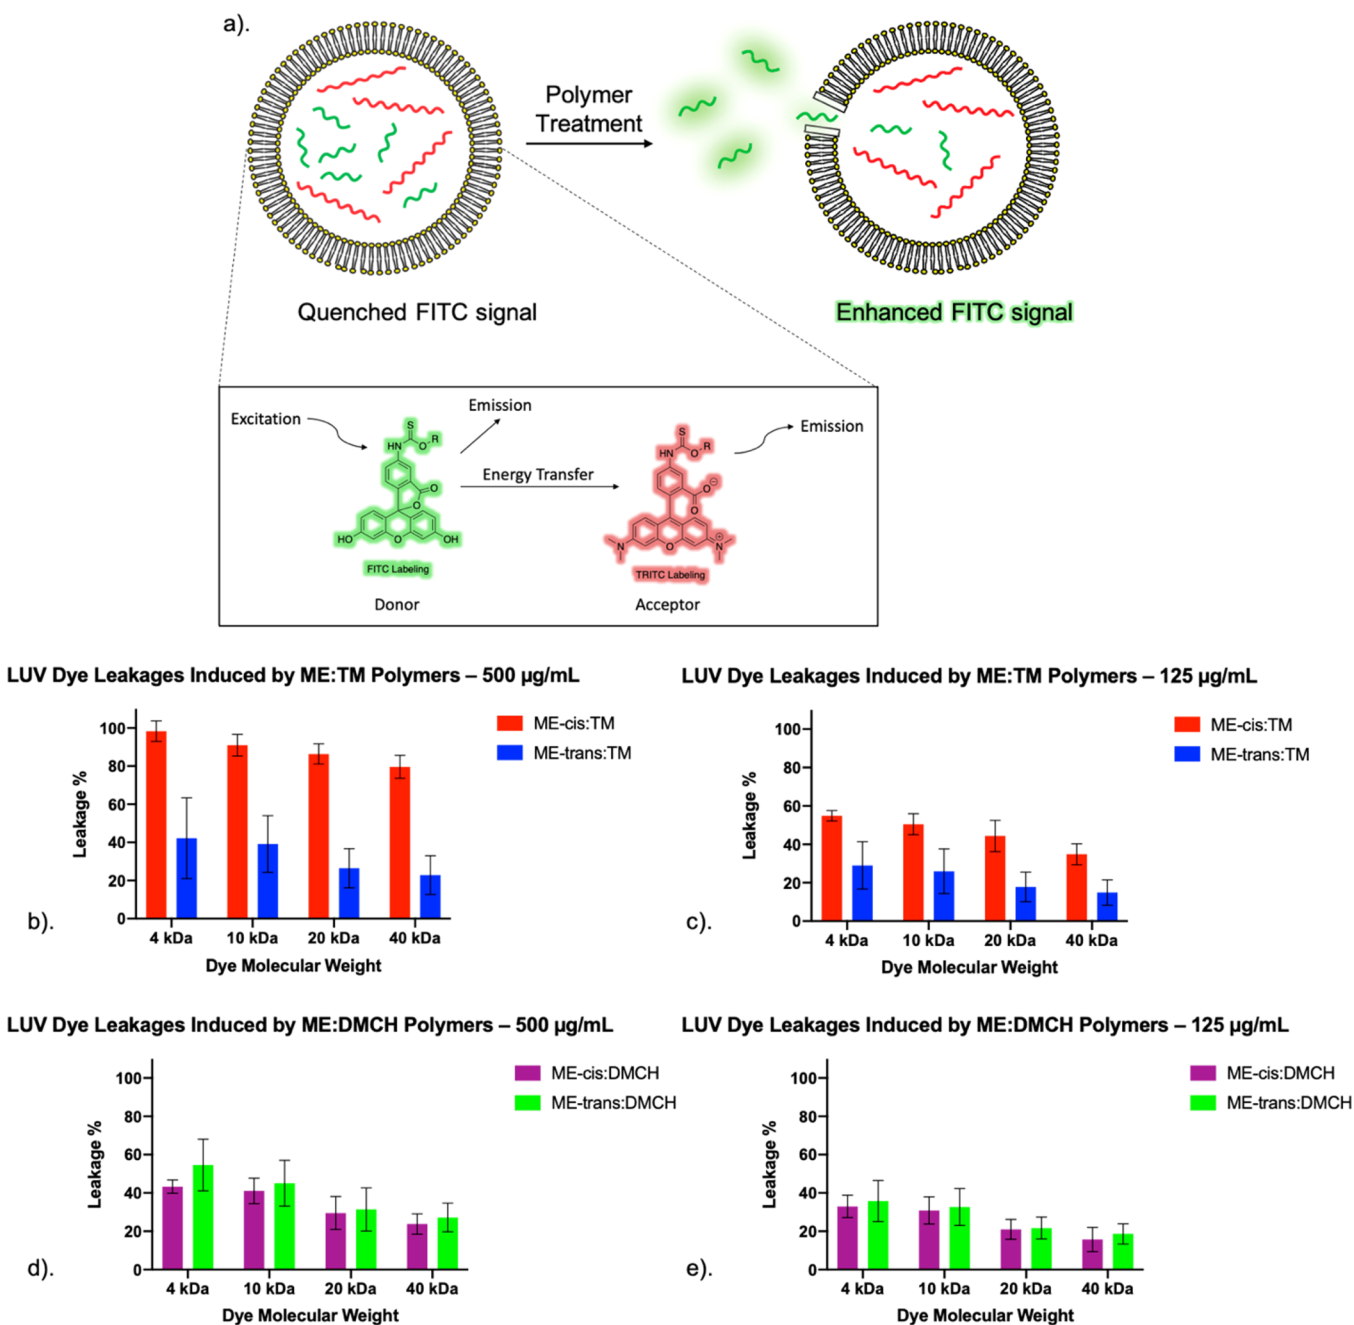 a).
Polymer
Treatment
Quenched FITC signal
Enhanced FITC signal
Excitation
Emission
Energy Transfer
Emission
S
HN
O
R
O
O
HO
O
OH
FITC Labeling
Donor
S
HN
O
R
O⊖
O
N
O
N
⊕
TRITC Labeling
Acceptor
LUV Dye Leakages Induced by ME:TM Polymers – 500 µg/mL
Leakage %
100
80
60
40
20
0
4 kDa
10 kDa
20 kDa
40 kDa
Dye Molecular Weight
ME-cis:TM
ME-trans:TM
b).
LUV Dye Leakages Induced by ME:TM Polymers – 125 µg/mL
Leakage %
100
80
60
40
20
0
4 kDa
10 kDa
20 kDa
40 kDa
Dye Molecular Weight
ME-cis:TM
ME-trans:TM
c).
LUV Dye Leakages Induced by ME:DMCH Polymers – 500 µg/mL
Leakage %
100
80
60
40
20
0
4 kDa
10 kDa
20 kDa
40 kDa
Dye Molecular Weight
ME-cis:DMCH
ME-trans:DMCH
d).
LUV Dye Leakages Induced by ME:DMCH Polymers – 125 µg/mL
Leakage %
100
80
60
40
20
0
4 kDa
10 kDa
20 kDa
40 kDa
Dye Molecular Weight
ME-cis:DMCH
ME-trans:DMCH
e).